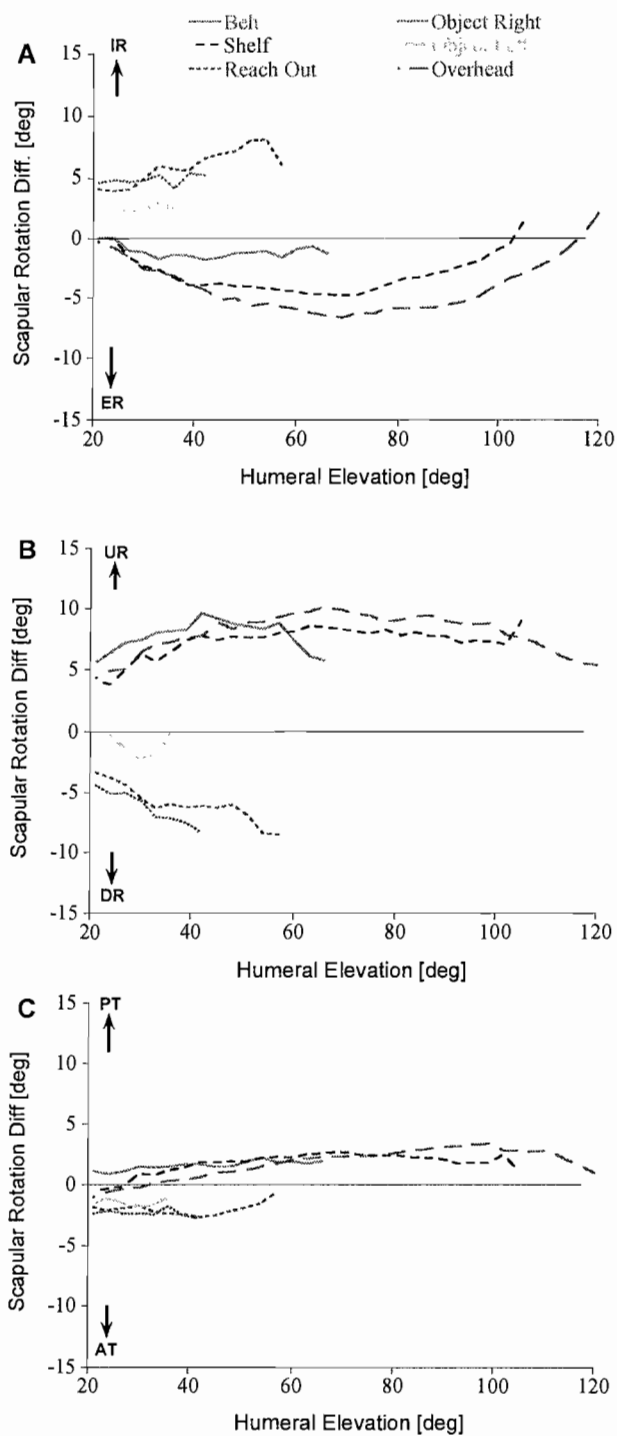 Belt
Object Right
Shelf
Reach Out
Overhead
A
IR
15
10
5
0
-5
-10
-15
ER
Scapular Rotation Diff. [deg]
20 40 60 80 100 120
Humeral Elevation [deg]
B
UR
15
10
5
0
-5
-10
-15
DR
Scapular Rotation Diff [deg]
20 40 60 80 100 120
Humeral Elevation [deg]
C
PT
15
10
5
0
-5
-10
-15
AT
Scapular Rotation Diff [deg]
20 40 60 80 100 120
Humeral Elevation [deg]